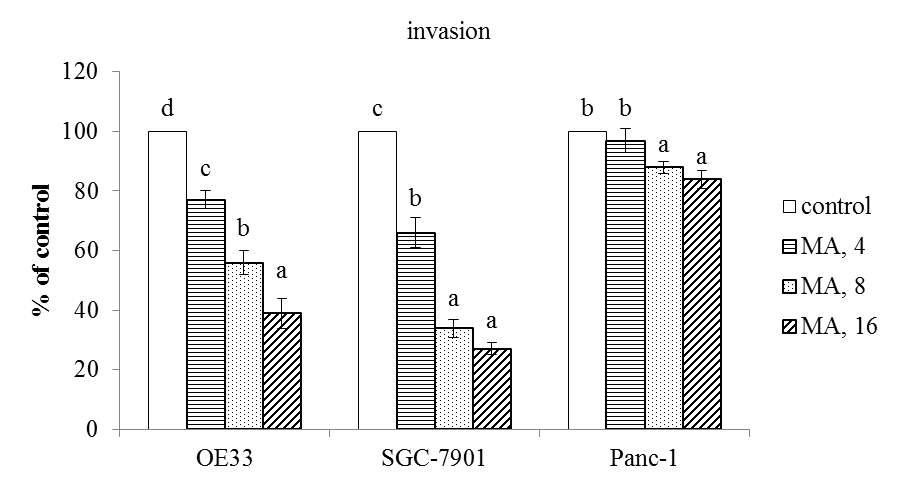 invasion
% of control
120
100
80
60
40
20
0
d
c
b
a
c
b
a
a
b
b
a
a
OE33
SGC-7901
Panc-1
control
MA, 4
MA, 8
MA, 16